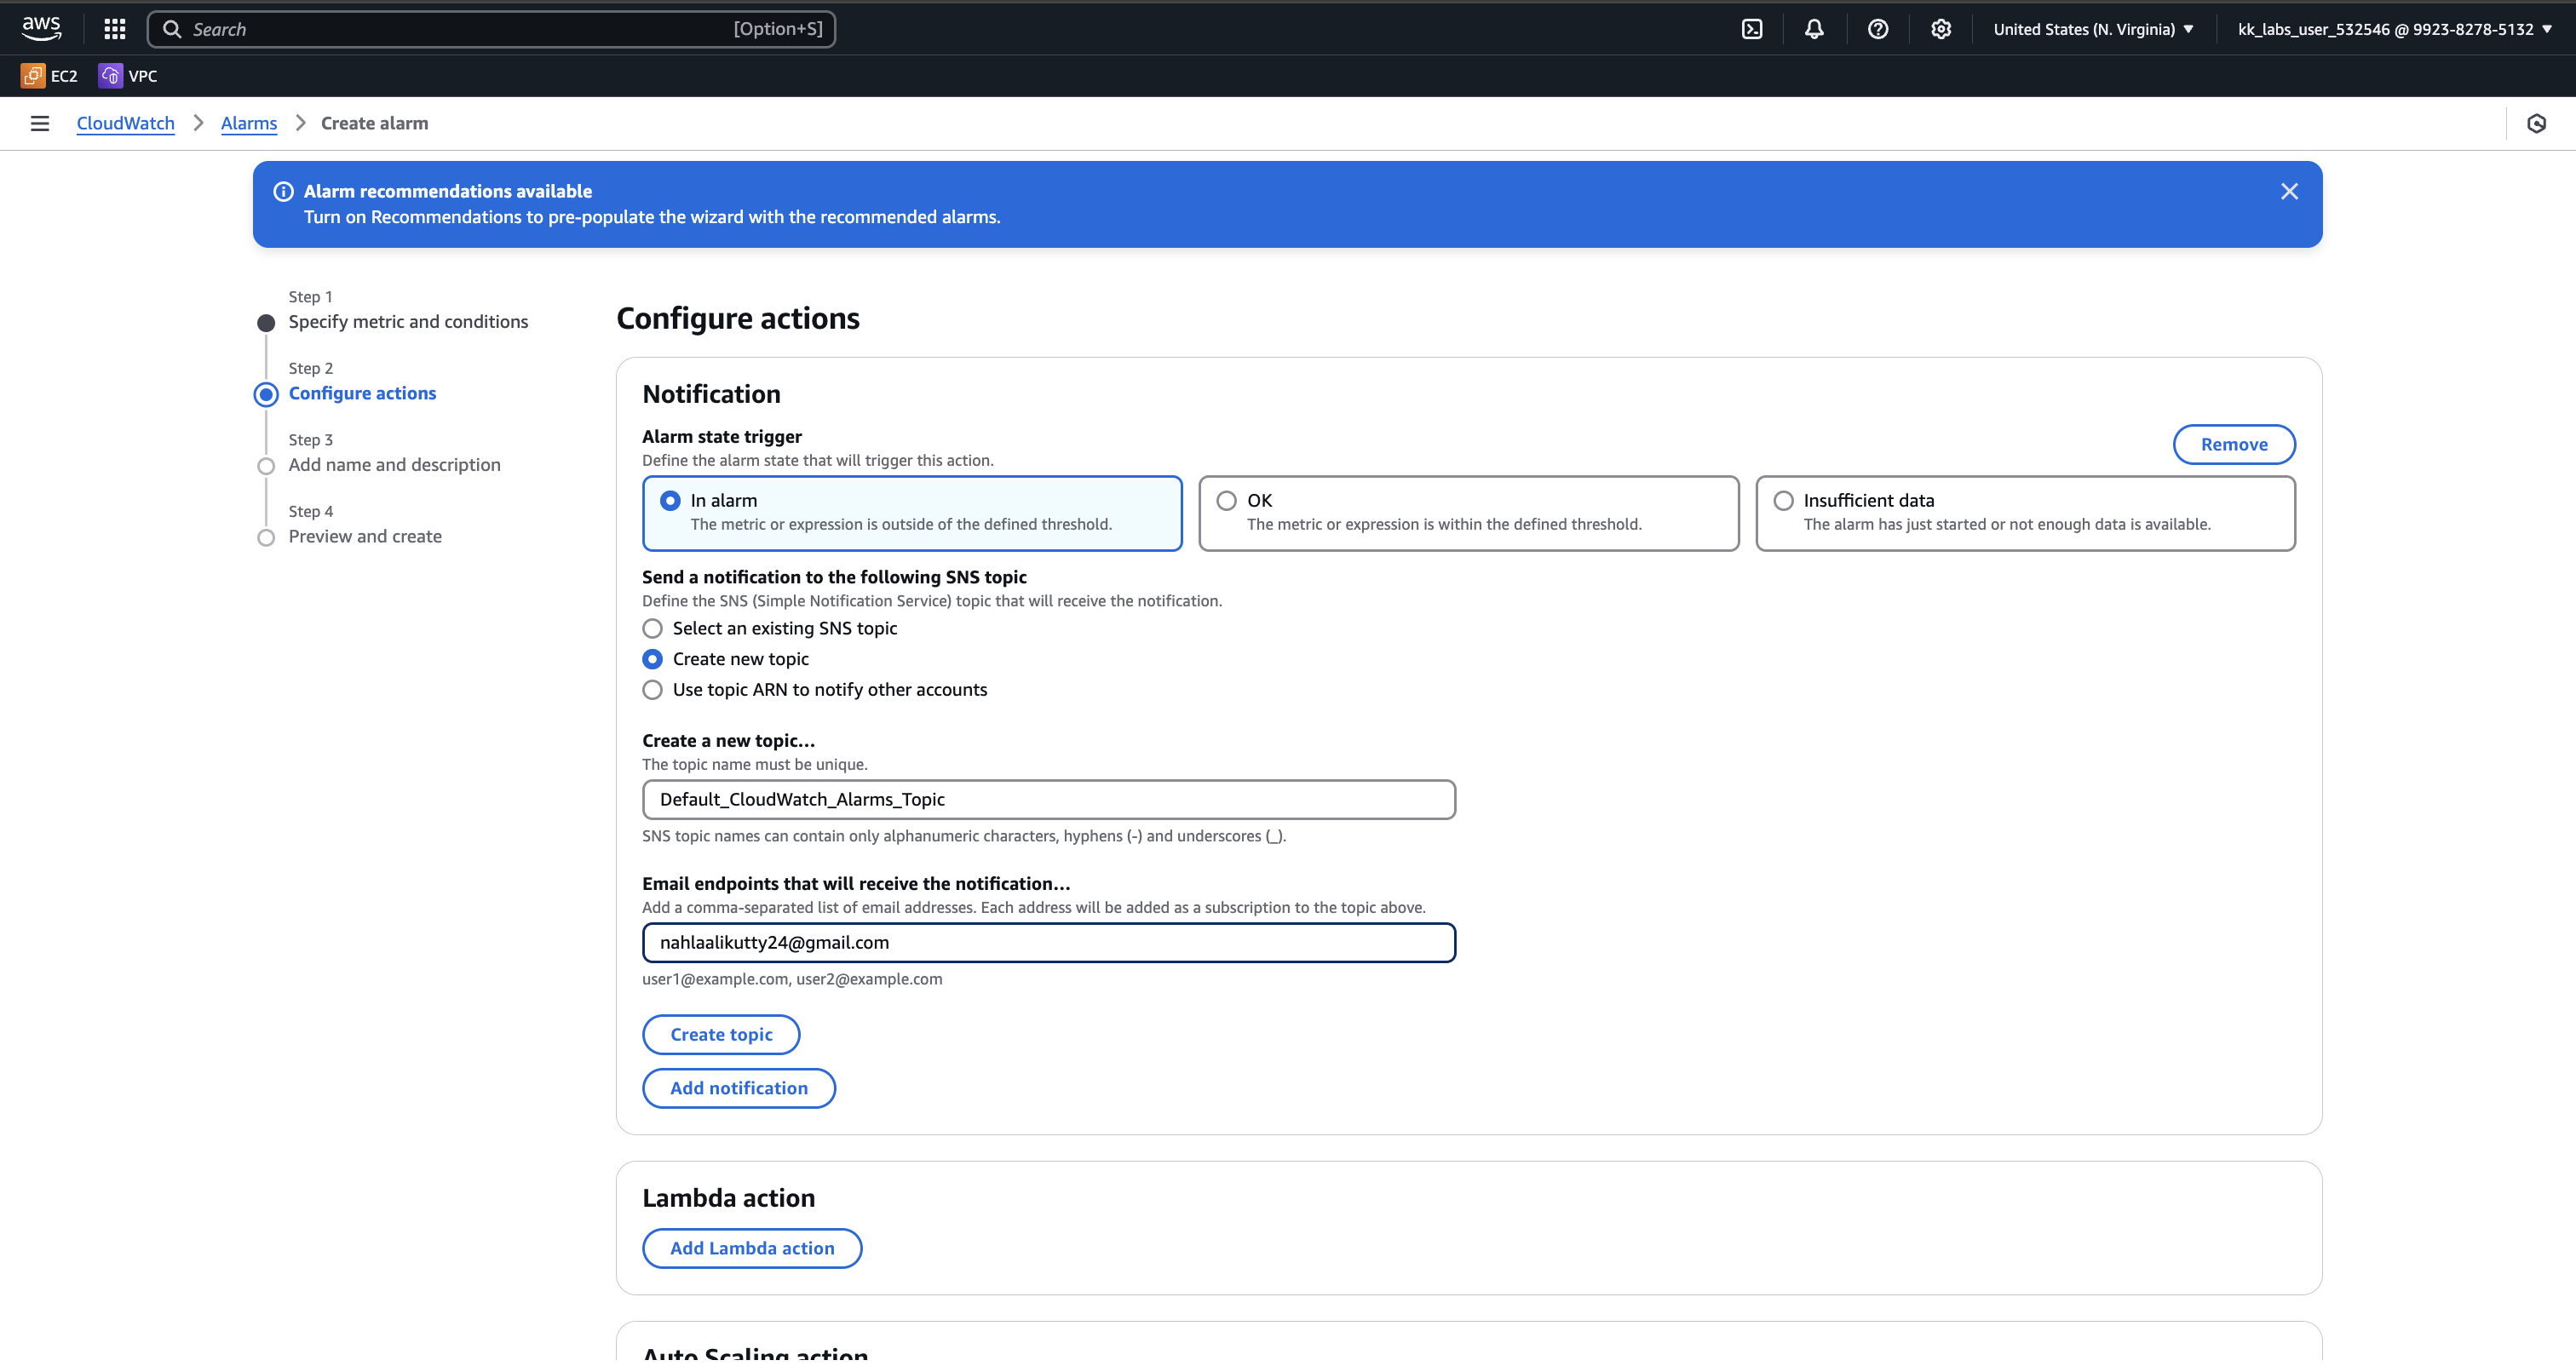 aws
Search
[Option+S]
United States (N. Virginia)
kk_labs_user_532546 @ 9923-8278-5132
EC2
VPC
CloudWatch
Alarms
Create alarm
Alarm recommendations available
Turn on Recommendations to pre-populate the wizard with the recommended alarms.
Step 1
Specify metric and conditions
Step 2
Configure actions
Step 3
Add name and description
Step 4
Preview and create
Configure actions
Notification
Alarm state trigger
Define the alarm state that will trigger this action.
Remove
In alarm
The metric or expression is outside of the defined threshold.
OK
The metric or expression is within the defined threshold.
Insufficient data
The alarm has just started or not enough data is available.
Send a notification to the following SNS topic
Define the SNS (Simple Notification Service) topic that will receive the notification.
Select an existing SNS topic
Create new topic
Use topic ARN to notify other accounts
Create a new topic…
The topic name must be unique.
Default_CloudWatch_Alarms_Topic
SNS topic names can contain only alphanumeric characters, hyphens (-) and underscores (_).
Email endpoints that will receive the notification…
Add a comma-separated list of email addresses. Each address will be added as a subscription to the topic above.
nahlaalikutty24@gmail.com
user1@example.com, user2@example.com
Create topic
Add notification
Lambda action
Add Lambda action
Auto Scaling action